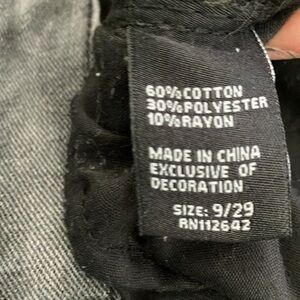 60%COTTON
30%POLYESTER
10%RAYON
MADE IN CHINA
EXCLUSIVE OF
DECORATION
SIZE: 9/29
RN112642